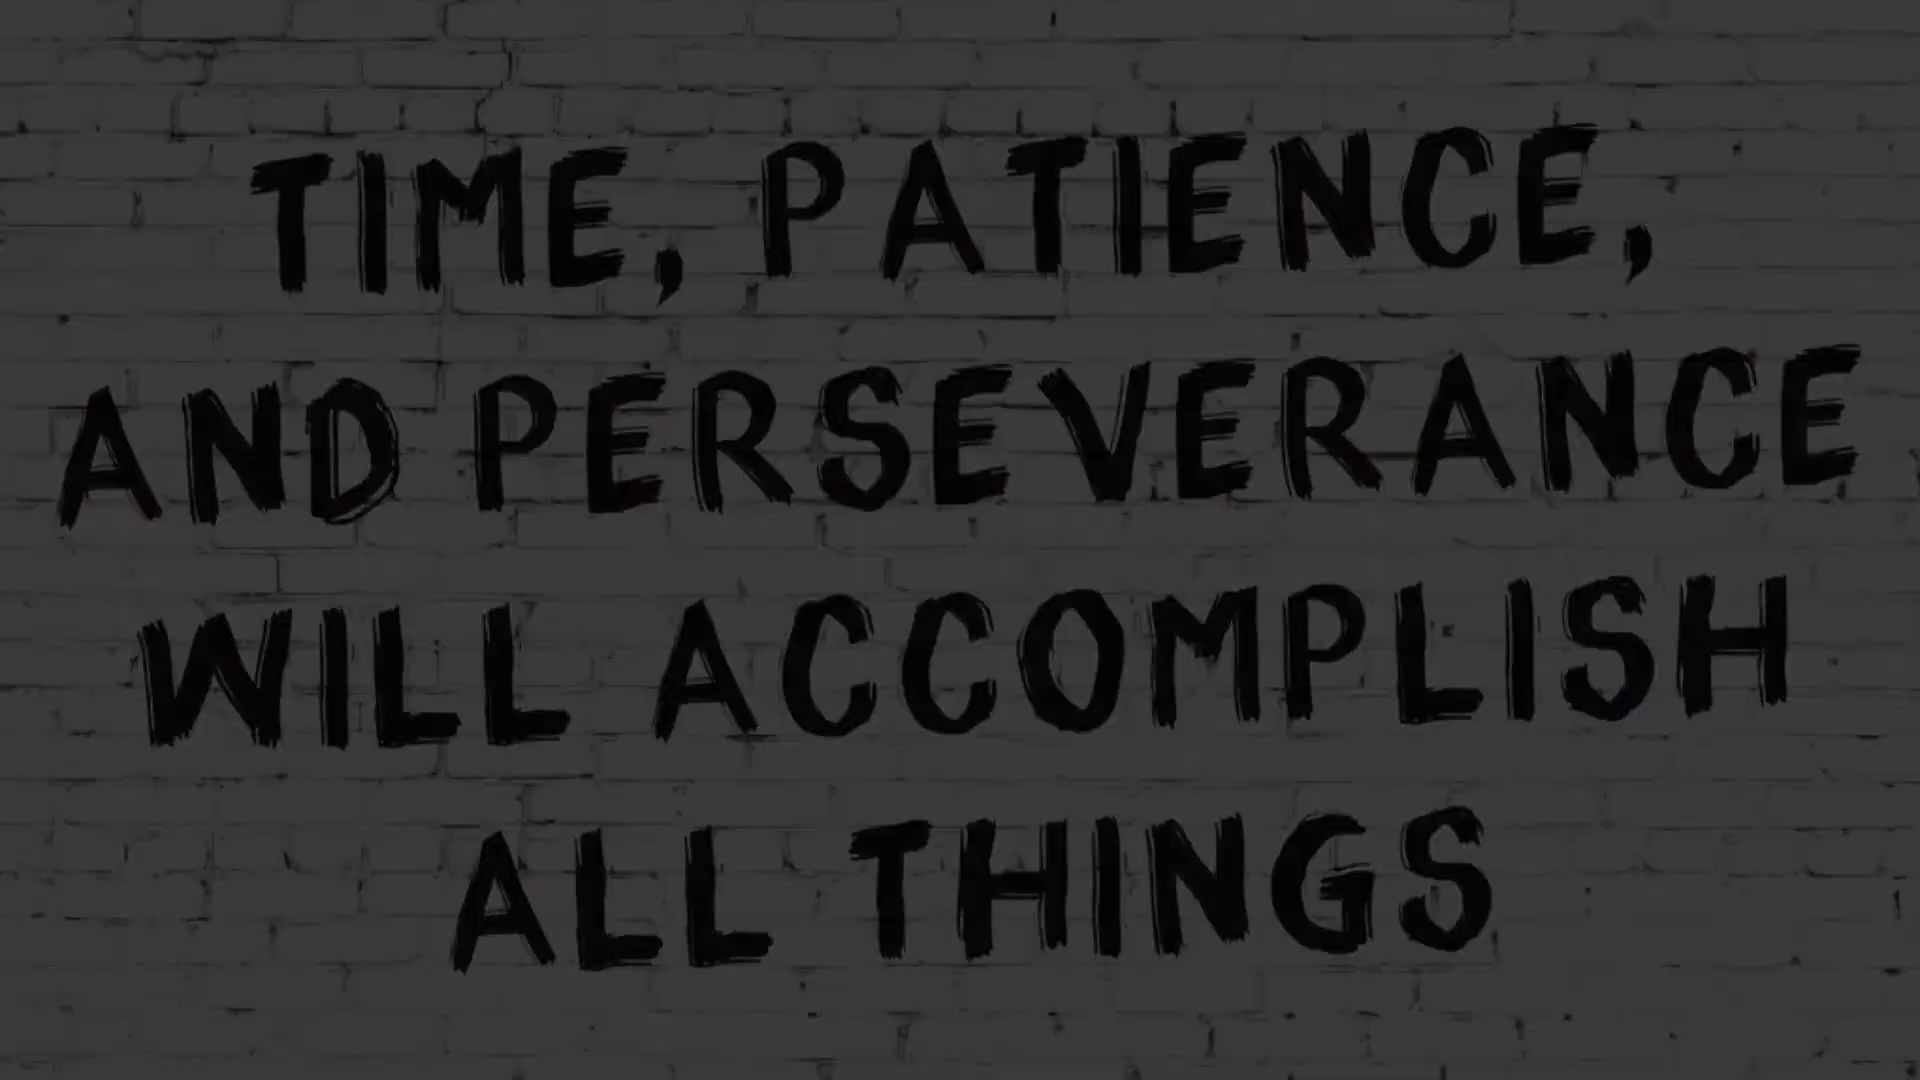 TIME, PATIENCE,
AND PERSEVERANCE
WILL ACCOMPLISH
ALL THINGS